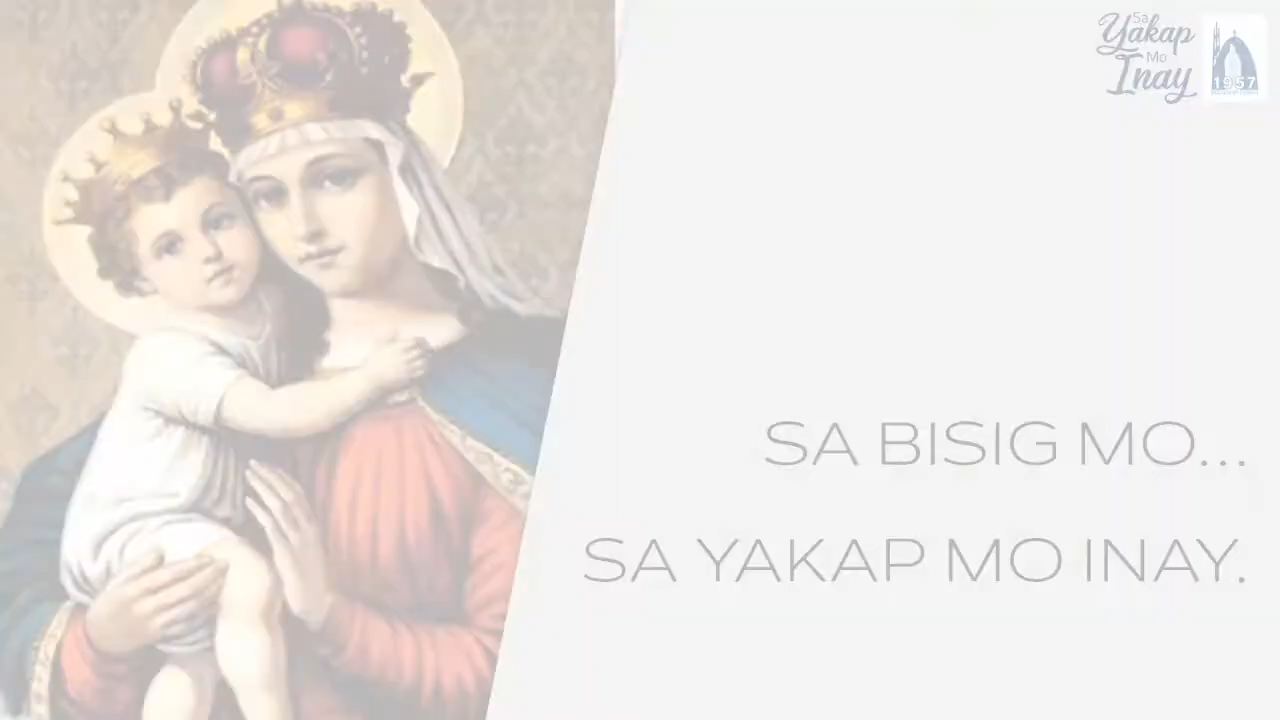 Sa
Yakap
Mo
Inay
1957
SA BISIG MO...
SA YAKAP MO INAY.